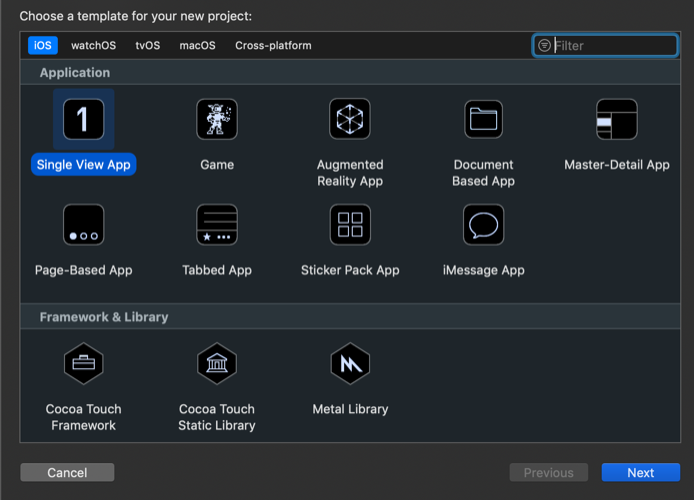 Choose a template for your new project:
iOS watchOS tvOS macOS Cross-platform Filter
Application
1
Single View App Game Augmented Reality App Document Based App Master-Detail App
Page-Based App Tabbed App Sticker Pack App iMessage App
Framework & Library
Cocoa Touch Framework Cocoa Touch Static Library Metal Library
Cancel Previous Next